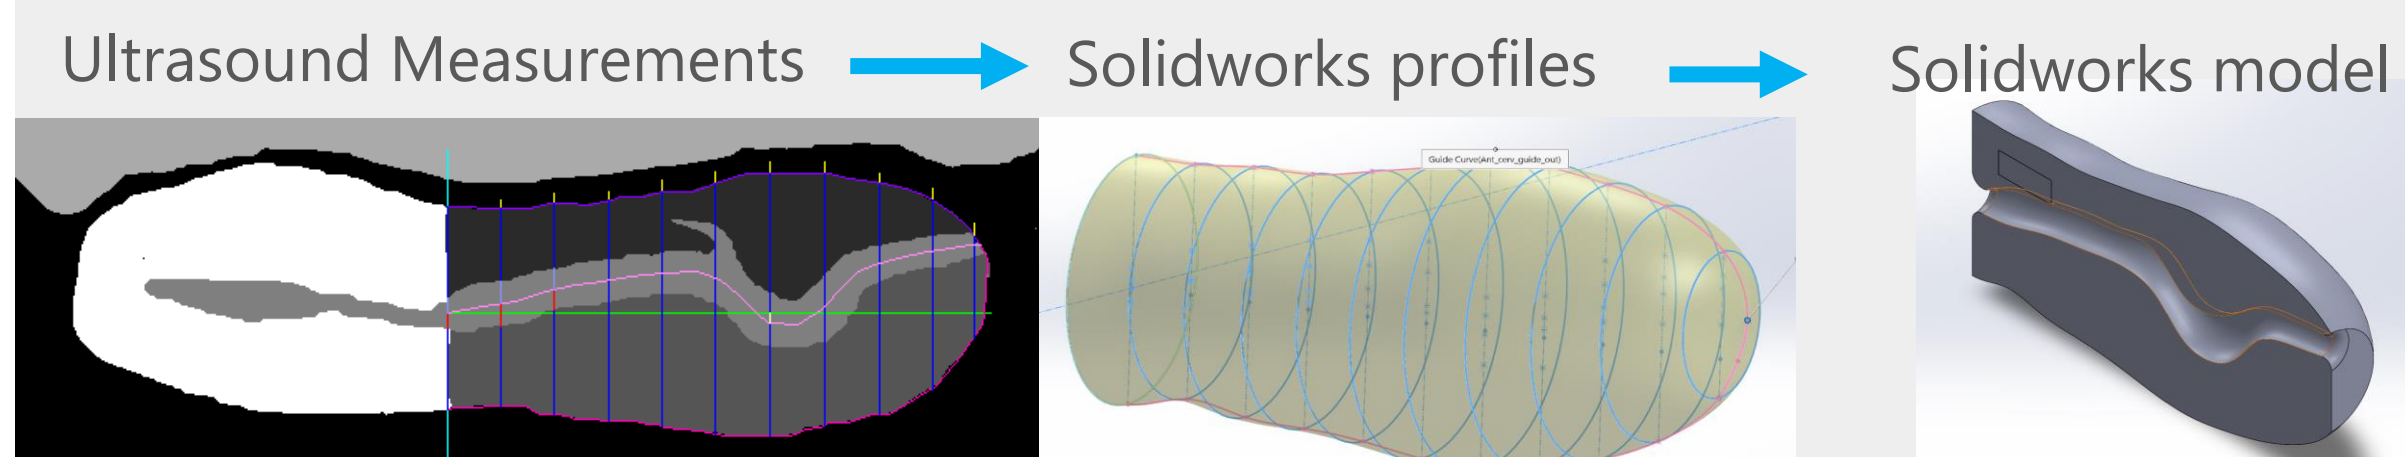 Ultrasound Measurements
Solidworks profiles
Solidworks model
Guide Curve(Ant_cerv_guide_out)